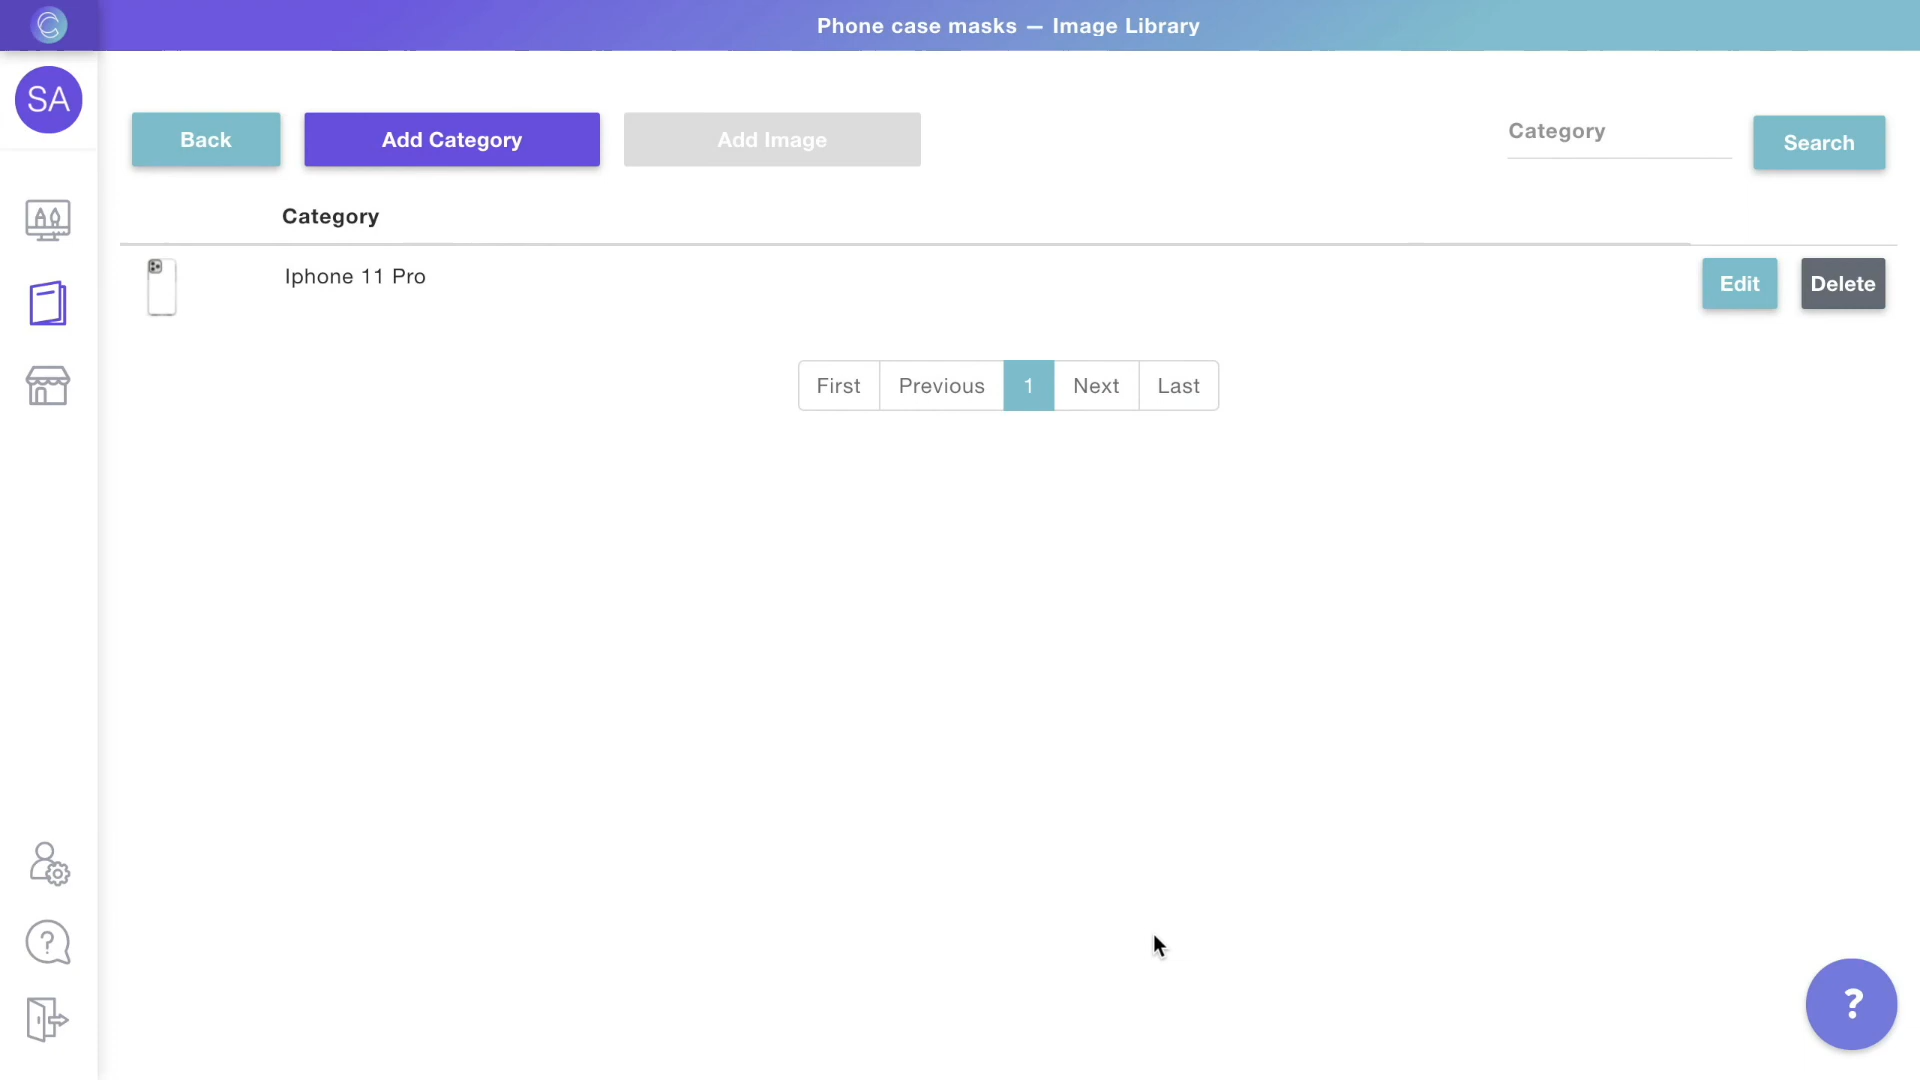 Phone case masks — Image Library
SA
Back
Add Category
Add Image
Category
Search
Category
Iphone 11 Pro
Edit
Delete
First
Previous
1
Next
Last
?
?